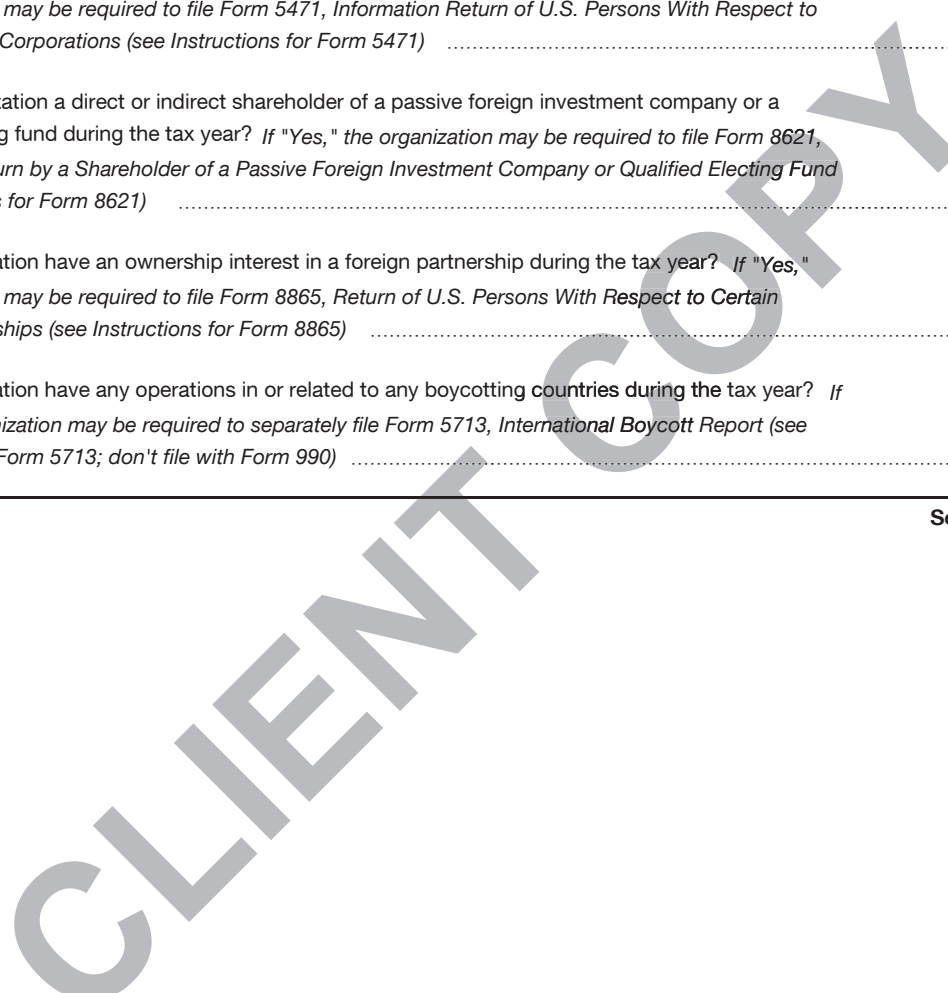 may be required to file Form 5471, Information Return of U.S. Persons With Respect to
Corporations (see Instructions for Form 5471)
zation a direct or indirect shareholder of a passive foreign investment company or a
g fund during the tax year? If "Yes," the organization may be required to file Form 8621,
urn by a Shareholder of a Passive Foreign Investment Company or Qualified Electing Fund
s for Form 8621)
ation have an ownership interest in a foreign partnership during the tax year? If "Yes,"
may be required to file Form 8865, Return of U.S. Persons With Respect to Certain
ships (see Instructions for Form 8865)
ation have any operations in or related to any boycotting countries during the tax year? If
nization may be required to separately file Form 5713, International Boycott Report (see
Form 5713; don't file with Form 990)
CLIENT COPY